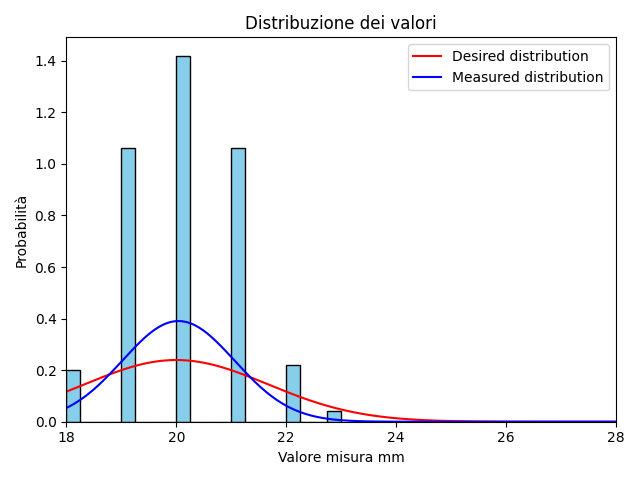 Distribuzione dei valori
Desired distribution
Measured distribution
Probabilità
1.4
1.2
1.0
0.8
0.6
0.4
0.2
0.0
18 20 22 24 26 28
Valore misura mm